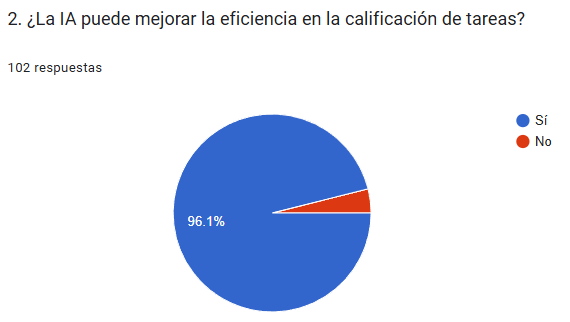 2. ¿La IA puede mejorar la eficiencia en la calificación de tareas?
102 respuestas
Sí
No
96.1%